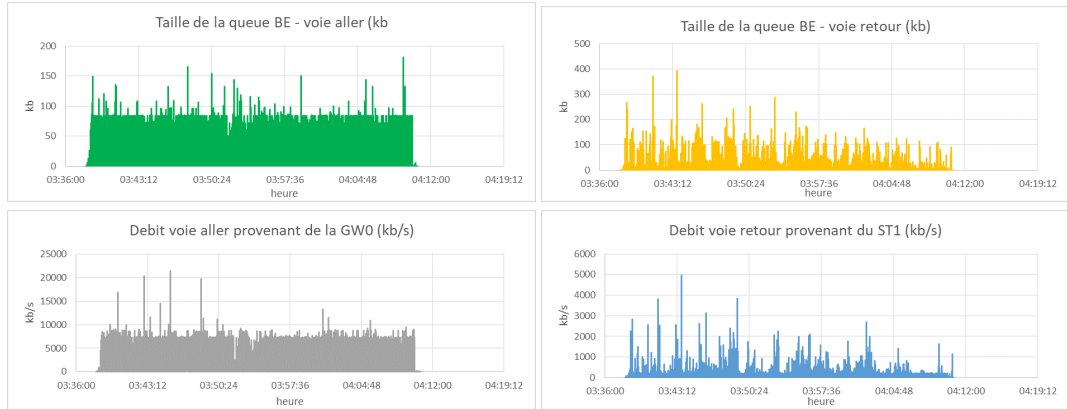 Taille de la queue BE - voie aller (kb
200
150
100
50
0
kb
03:36:00 03:43:12 03:50:24 03:57:36 04:04:48 04:12:00 04:19:12
heure
Taille de la queue BE - voie retour (kb)
500
400
300
200
100
0
kb
03:36:00 03:43:12 03:50:24 03:57:36 04:04:48 04:12:00 04:19:12
heure
Debit voie aller provenant de la GW0 (kb/s)
25000
20000
15000
10000
5000
0
kb/s
03:36:00 03:43:12 03:50:24 03:57:36 04:04:48 04:12:00 04:19:12
heure
Debit voie retour provenant du ST1 (kb/s)
6000
5000
4000
3000
2000
1000
0
kb/s
03:36:00 03:43:12 03:50:24 03:57:36 04:04:48 04:12:00 04:19:12
heure